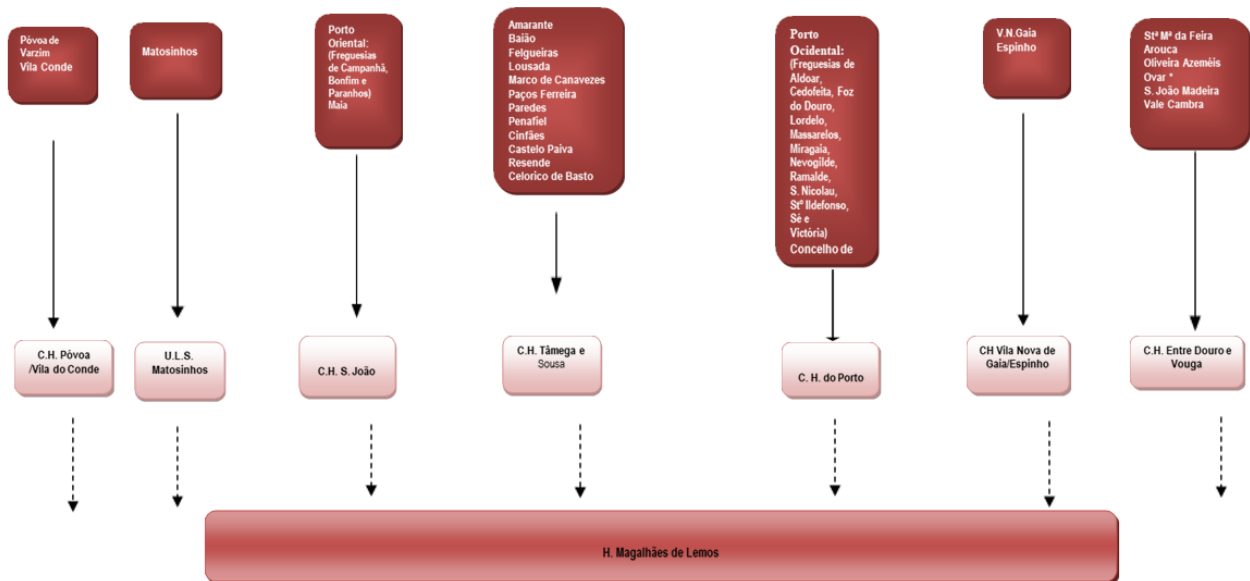 Póvoa de
Varzim
Vila Conde
Matosinhos
Porto
Oriental:
(Freguesias
de Campanhã,
Bonfim e
Paranhos)
Maia
Amarante
Baião
Felgueiras
Lousada
Marco de Canavezes
Paços Ferreira
Paredes
Penafiel
Cinfães
Castelo Paiva
Resende
Celorico de Basto
Porto
Ocidental:
(Freguesias de
Aldoar,
Cedofeita, Foz
do Douro,
Lordelo,
Massarelos,
Miragaia,
Nevogilde,
Ramalde,
S. Nicolau,
Stª Ildefonso,
Sé e
Victória)
Concelho de
V.N.Gaia
Espinho
Stª Mª da Feira
Arouca
Oliveira Azeméis
Ovar *
S. João Madeira
Vale Cambra
C.H. Póvoa
/Vila do Conde
U.L.S.
Matosinhos
C.H. S. João
C.H. Tâmega e
Sousa
C. H. do Porto
CH Vila Nova de
Gaia/Espinho
C.H. Entre Douro e
Vouga
H. Magalhães de Lemos